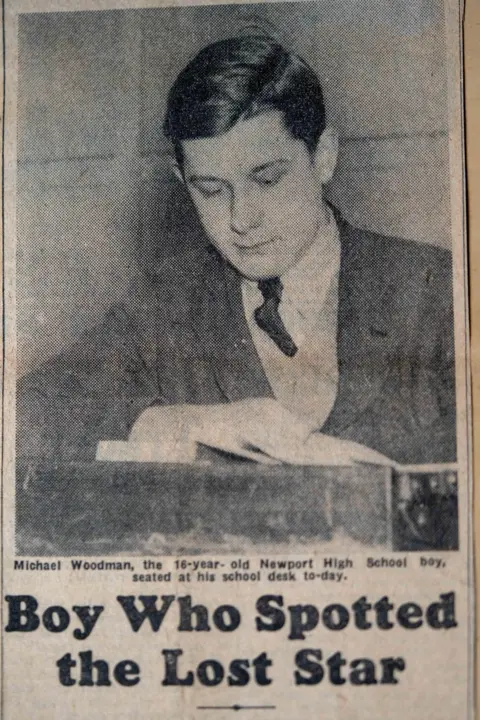 Michael Woodman, the 16-year- old Newport High School boy,
seated at his school desk to-day.
Boy Who Spotted
the Lost Star